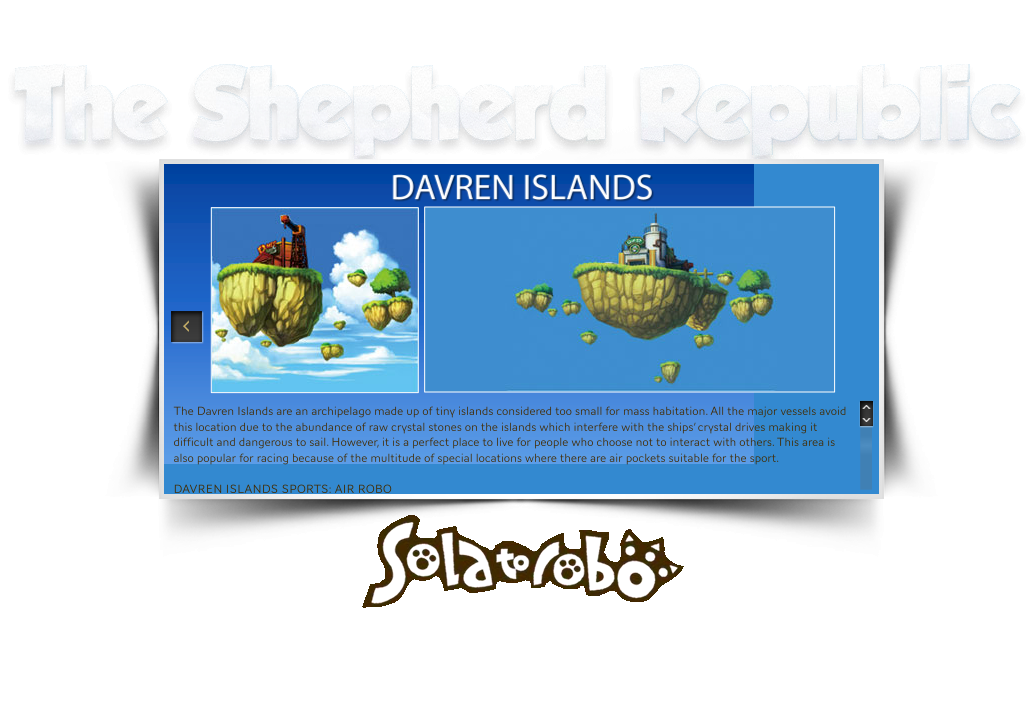 The Shepherd Republic
DAVREN ISLANDS
The Davren Islands are an archipelago made up of tiny islands considered too small for mass habitation. All the major vessels avoid
this location due to the abundance of raw crystal stones on the islands which interfere with the ships' crystal drives making it
difficult and dangerous to sail. However, it is a perfect place to live for people who choose not to interact with others. This area is
also popular for racing because of the multitude of special locations where there are air pockets suitable for the sport.
DAVREN ISLANDS SPORTS: AIR ROBO
Solatorobo